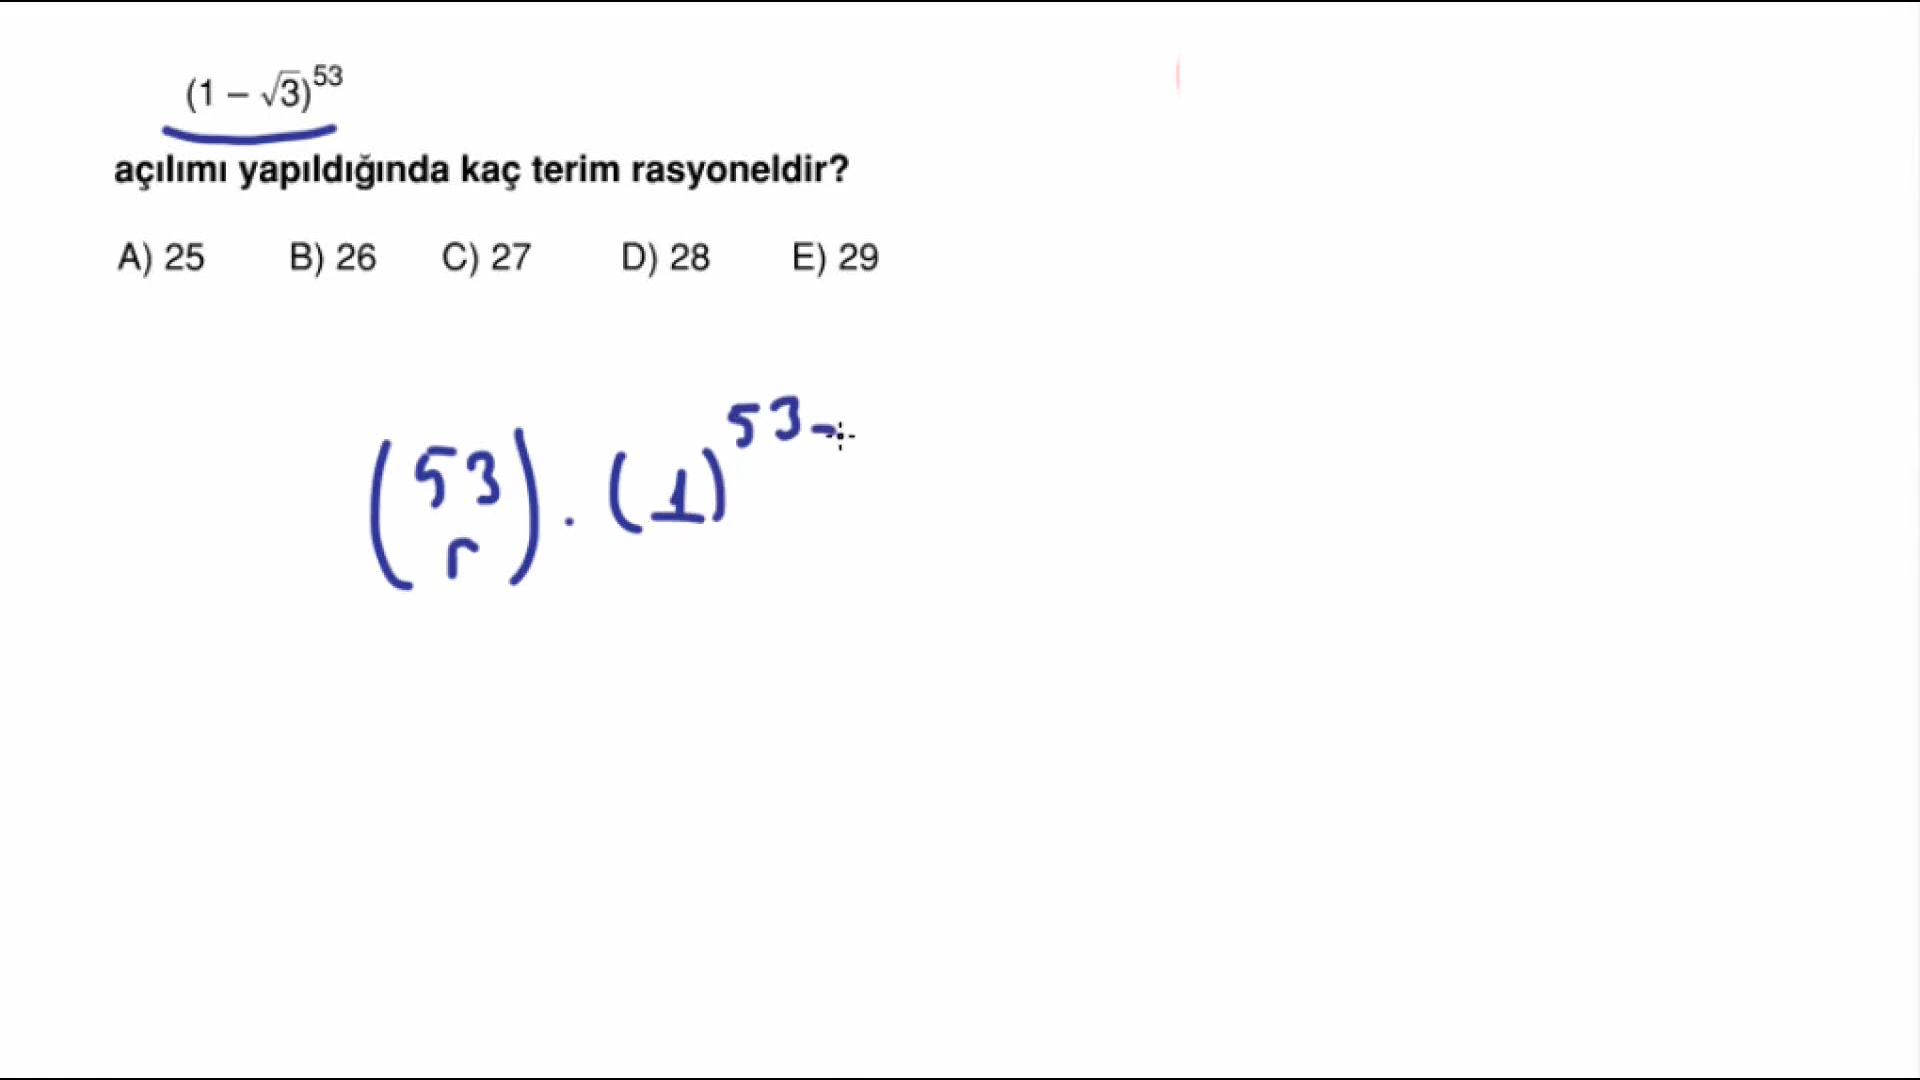 (1 – √3)^53
açılımı yapıldığında kaç terim rasyoneldir?
A) 25 B) 26 C) 27 D) 28 E) 29
(53 r) . (1)^53-